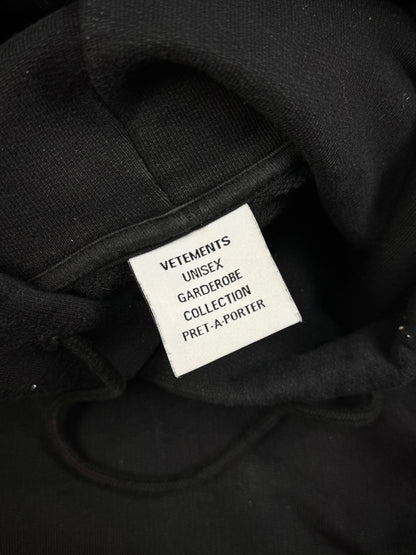 VETEMENTS
UNISEX
GARDEROBE
COLLECTION
PRET-A-PORTER